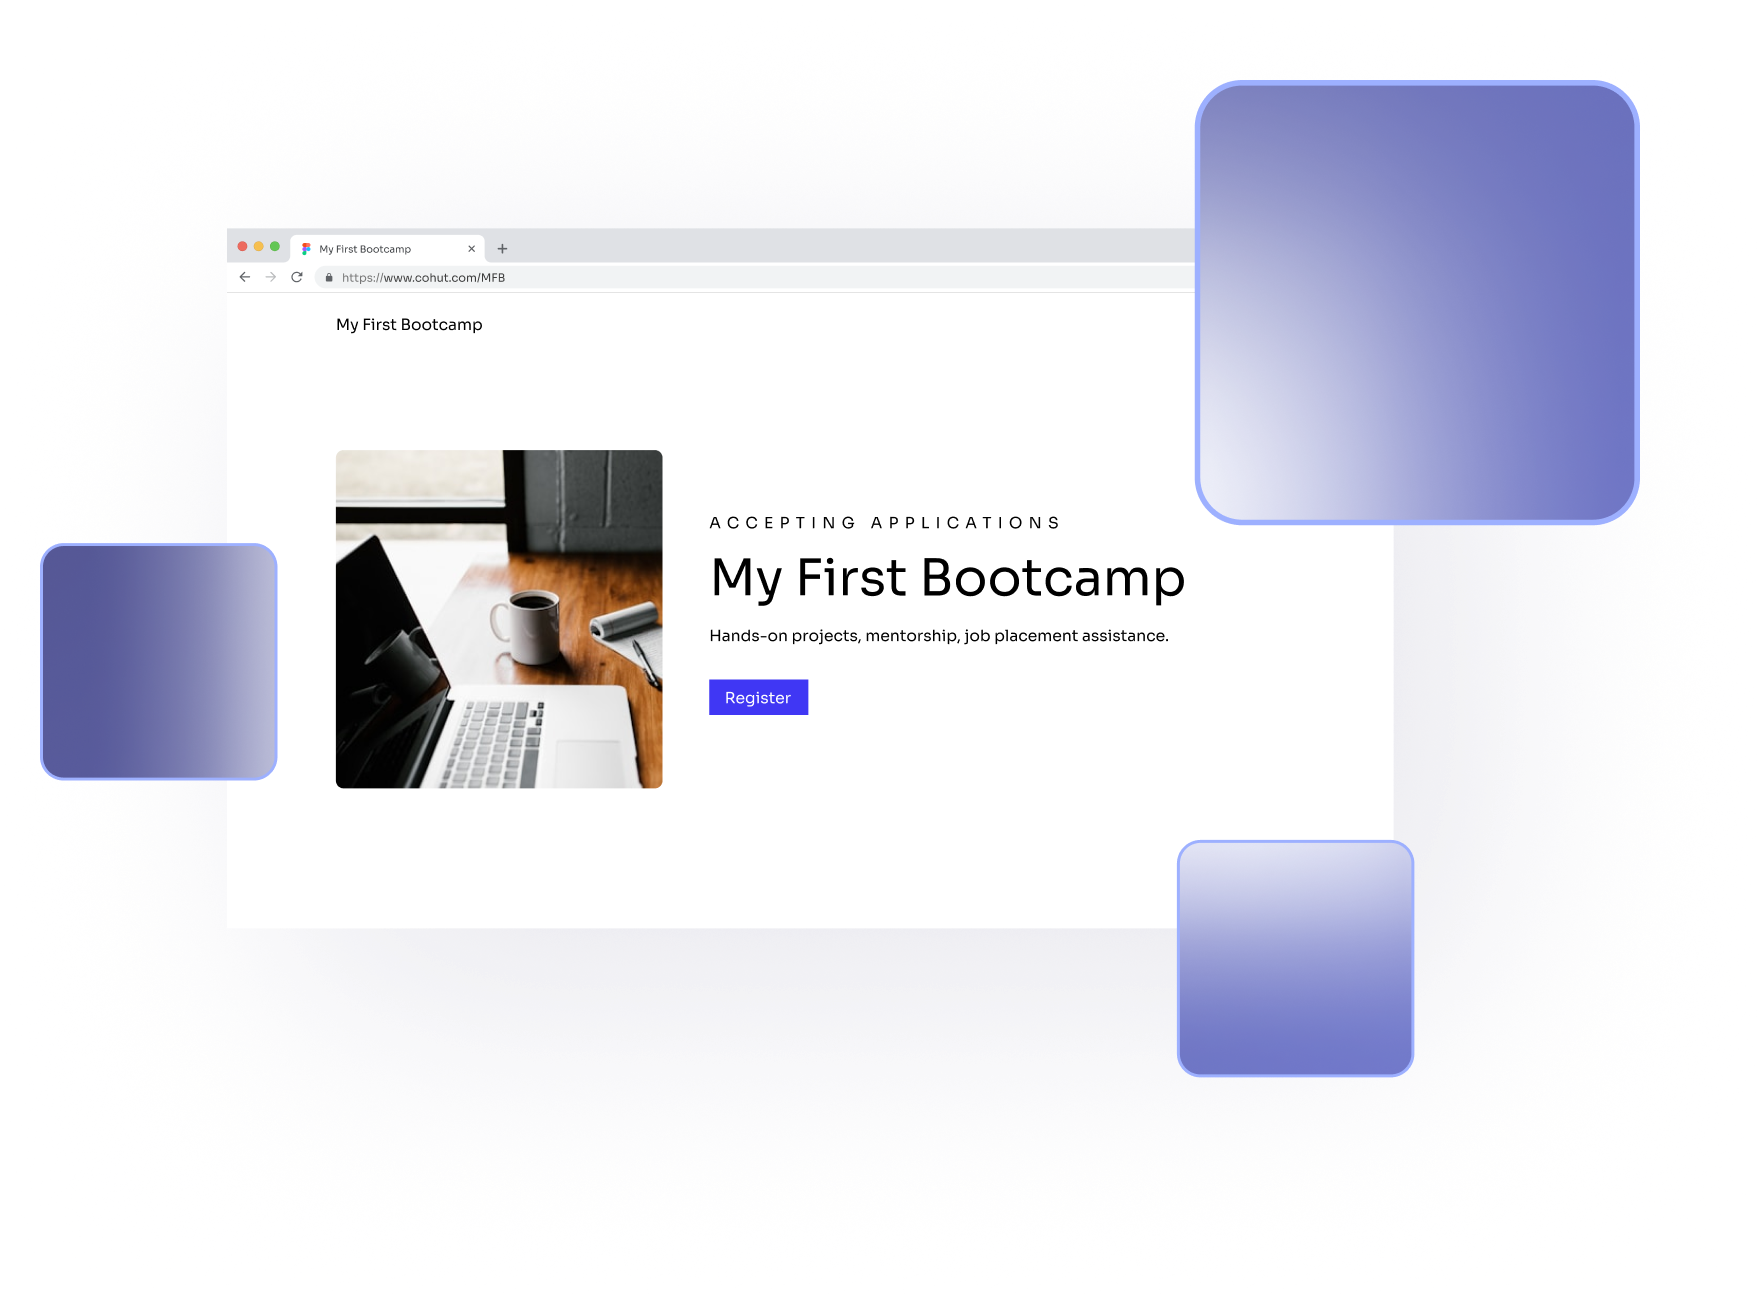 My First Bootcamp
https://www.cohut.com/MFB
My First Bootcamp
ACCEPTING APPLICATIONS
My First Bootcamp
Hands-on projects, mentorship, job placement assistance.
Register